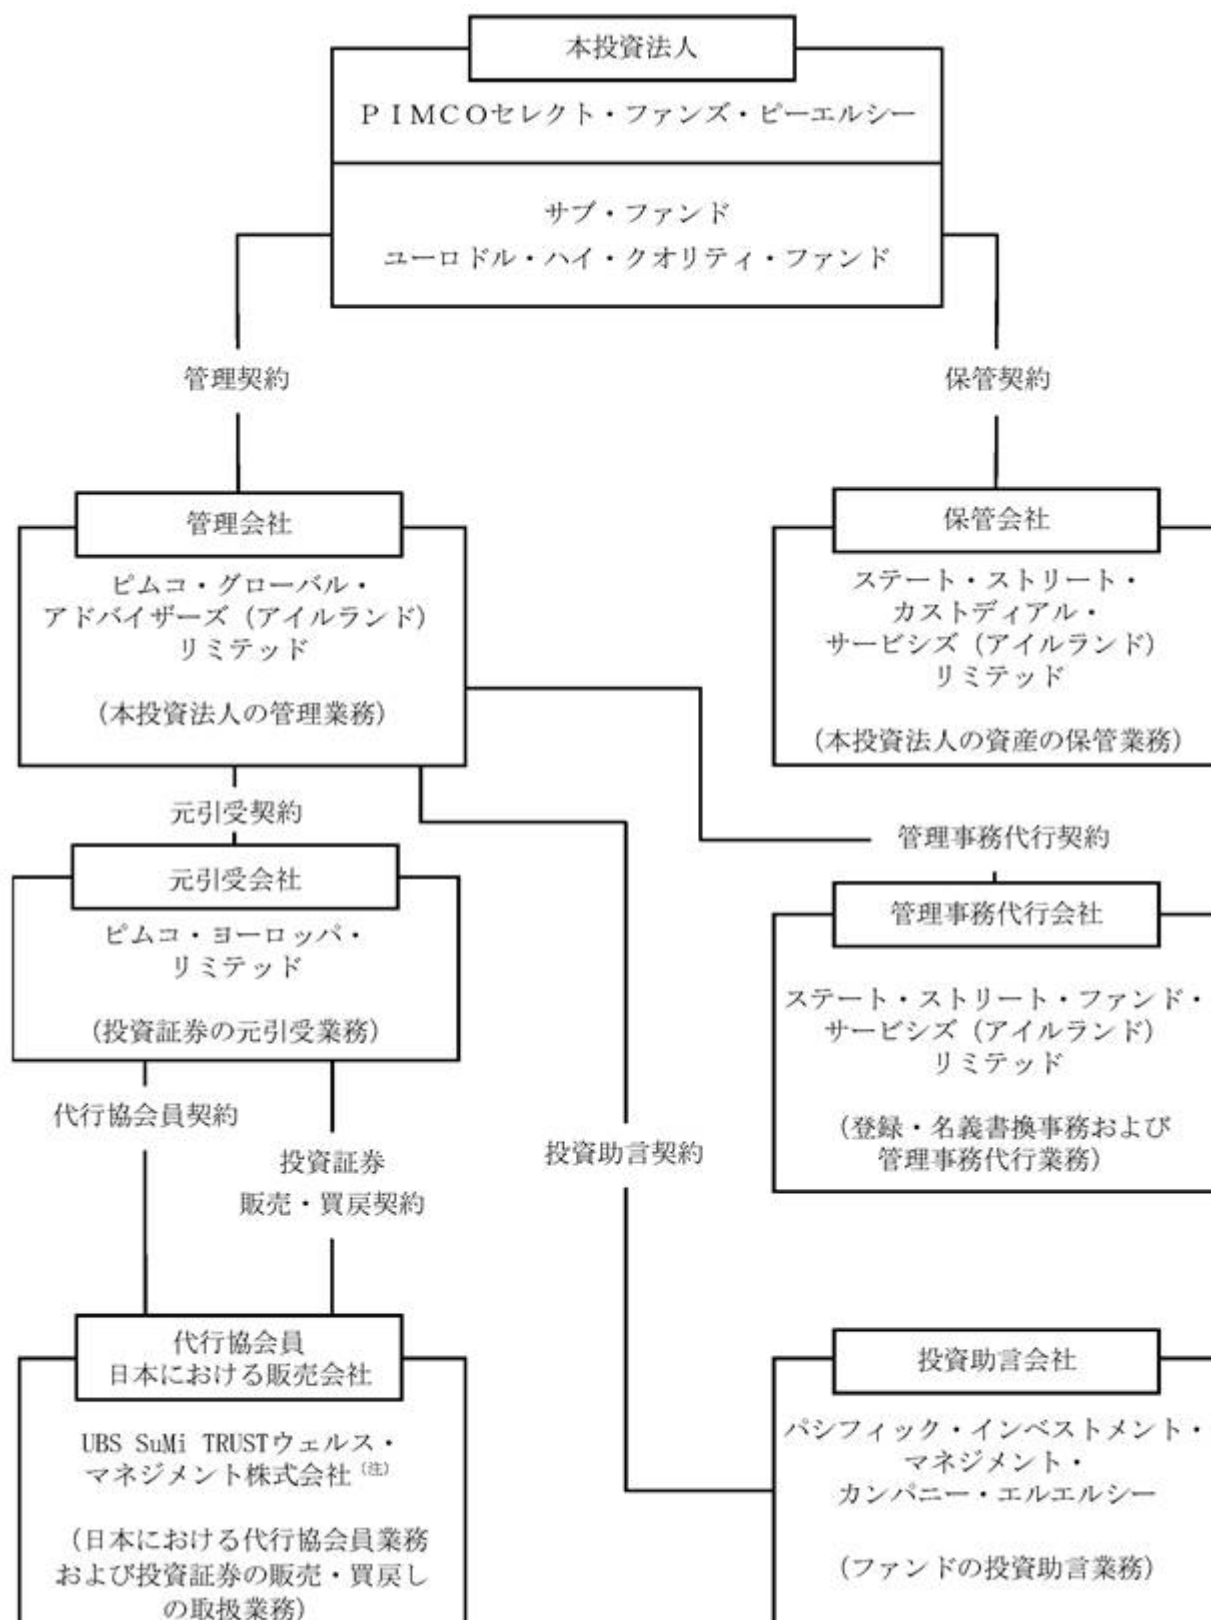 本投資法人
ＰＩＭＣＯセレクト・ファンズ・ピーエルシー
サブ・ファンド
ユーロドル・ハイ・クオリティ・ファンド
管理契約
保管契約
管理会社
ピムコ・グローバル・
アドバイザーズ（アイルランド）
リミテッド
（本投資法人の管理業務）
保管会社
ステート・ストリート・
カストディアル・
サービシズ（アイルランド）
リミテッド
（本投資法人の資産の保管業務）
元引受契約
管理事務代行契約
元引受会社
ピムコ・ヨーロッパ・
リミテッド
（投資証券の元引受業務）
管理事務代行会社
ステート・ストリート・ファンド・
サービシズ（アイルランド）
リミテッド
（登録・名義書換事務および
管理事務代行業務）
代行協会員契約
投資証券
販売・買戻契約
投資助言契約
代行協会員
日本における販売会社
UBS SuMi TRUSTウェルス・
マネジメント株式会社（注）
（日本における代行協会員業務
および投資証券の販売・買戻し
の取扱業務）
投資助言会社
パシフィック・インベストメント・
マネジメント・
カンパニー・エルエルシー
（ファンドの投資助言業務）